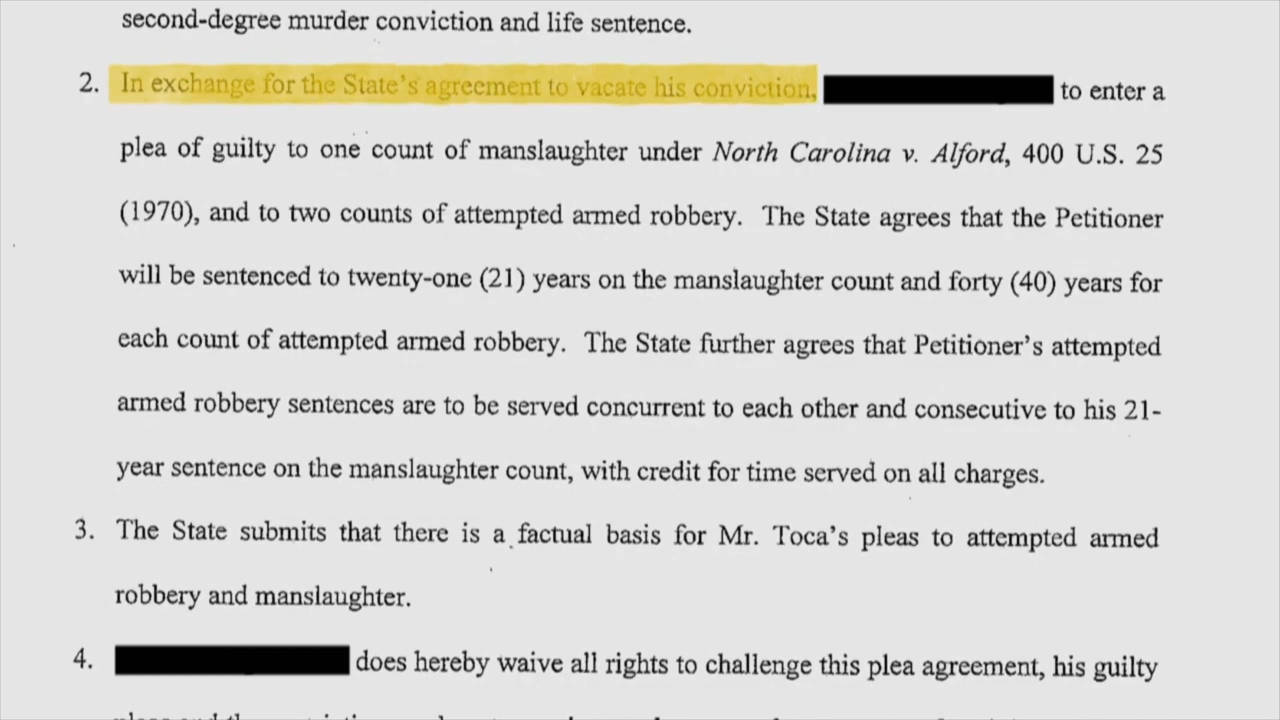 second-degree murder conviction and life sentence.
2. In exchange for the State's agreement to vacate his conviction, to enter a
plea of guilty to one count of manslaughter under North Carolina v. Alford, 400 U.S. 25
(1970), and to two counts of attempted armed robbery. The State agrees that the Petitioner
will be sentenced to twenty-one (21) years on the manslaughter count and forty (40) years for
each count of attempted armed robbery. The State further agrees that Petitioner's attempted
armed robbery sentences are to be served concurrent to each other and consecutive to his 21-
year sentence on the manslaughter count, with credit for time served on all charges.
3. The State submits that there is a factual basis for Mr. Toca's pleas to attempted armed
robbery and manslaughter.
4. does hereby waive all rights to challenge this plea agreement, his guilty